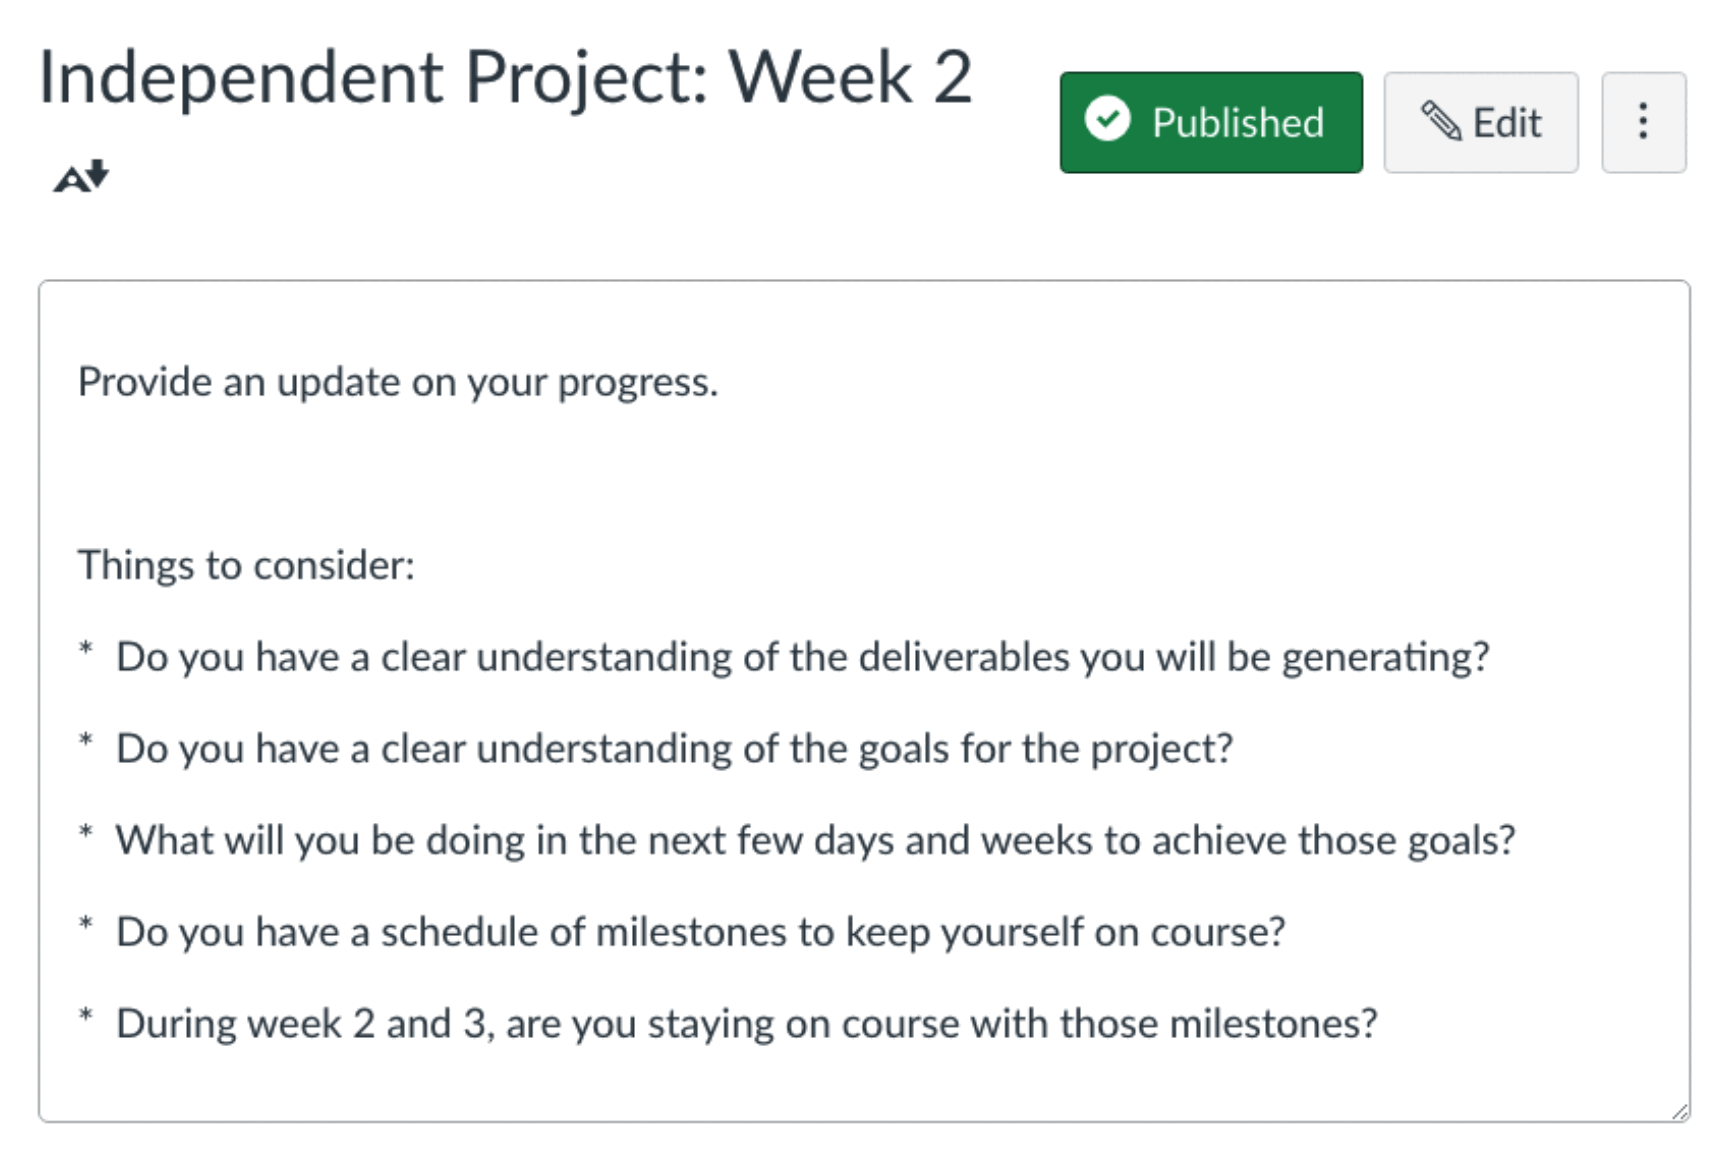 Independent Project: Week 2
Published
Edit
Provide an update on your progress.
Things to consider:
* Do you have a clear understanding of the deliverables you will be generating?
* Do you have a clear understanding of the goals for the project?
* What will you be doing in the next few days and weeks to achieve those goals?
* Do you have a schedule of milestones to keep yourself on course?
* During week 2 and 3, are you staying on course with those milestones?